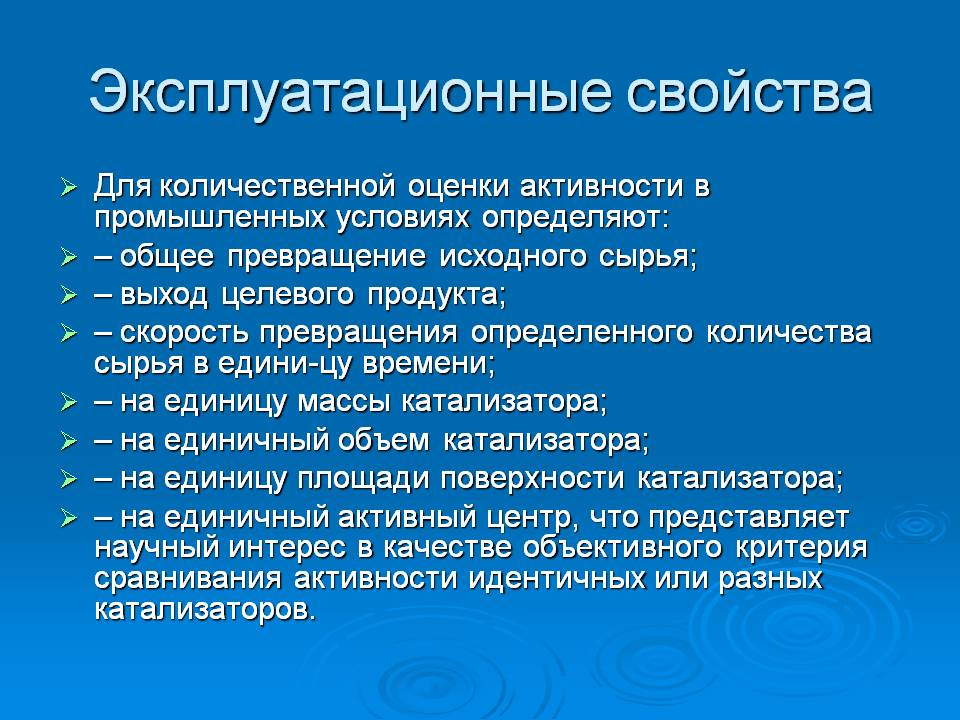 Эксплуатационные свойства
Для количественной оценки активности в
промышленных условиях определяют:
– общее превращение исходного сырья;
– выход целевого продукта;
– скорость превращения определенного количества
сырья в едини-цу времени;
– на единицу массы катализатора;
– на единичный объем катализатора;
– на единицу площади поверхности катализатора;
– на единичный активный центр, что представляет
научный интерес в качестве объективного критерия
сравнивания активности идентичных или разных
катализаторов.